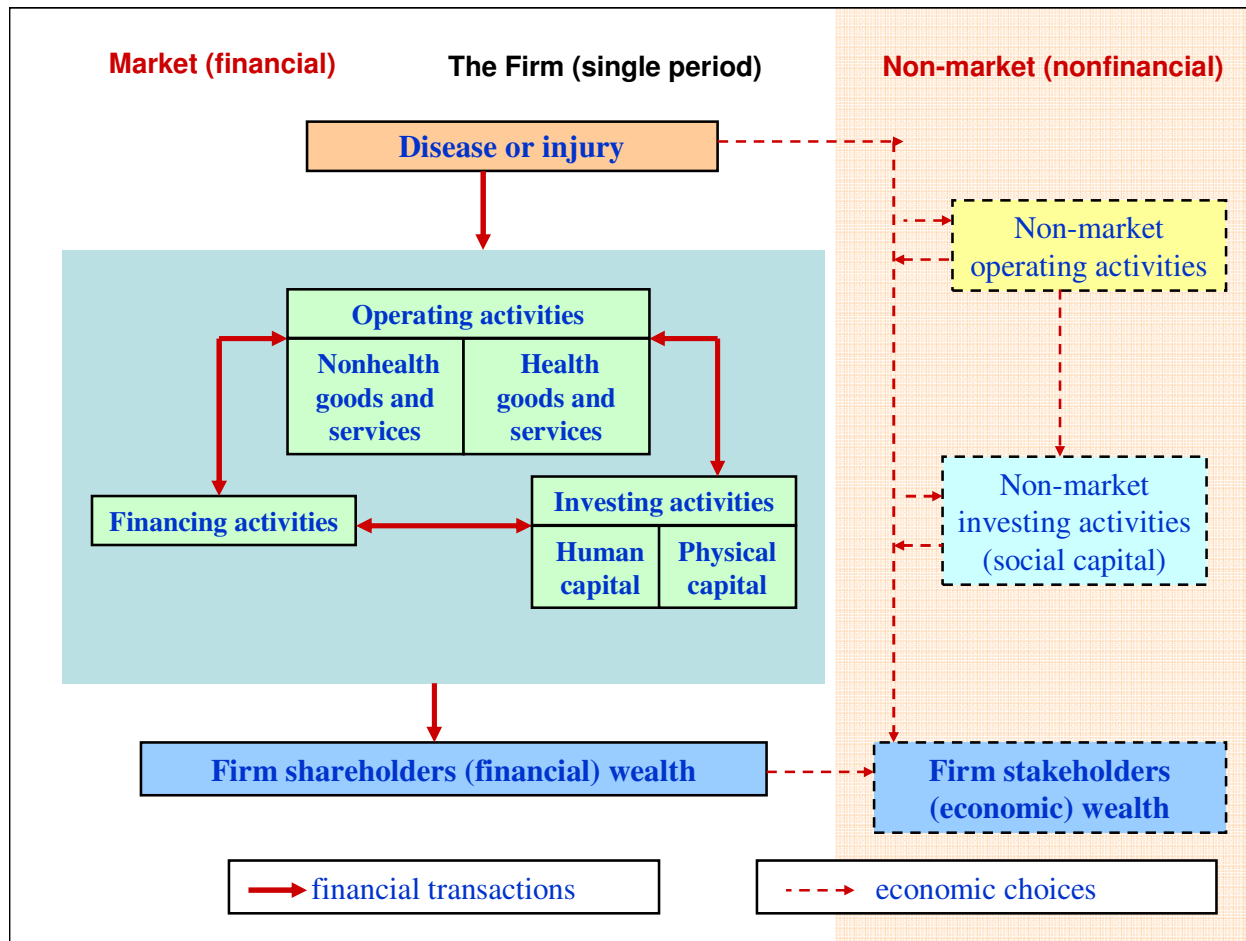 Market (financial)
The Firm (single period)
Non-market (nonfinancial)
Disease or injury
Non-market
operating activities
Operating activities
Nonhealth
goods and
services
Health
goods and
services
Financing activities
Investing activities
Human
capital
Physical
capital
Non-market
investing activities
(social capital)
Firm shareholders (financial) wealth
Firm stakeholders
(economic) wealth
financial transactions
economic choices